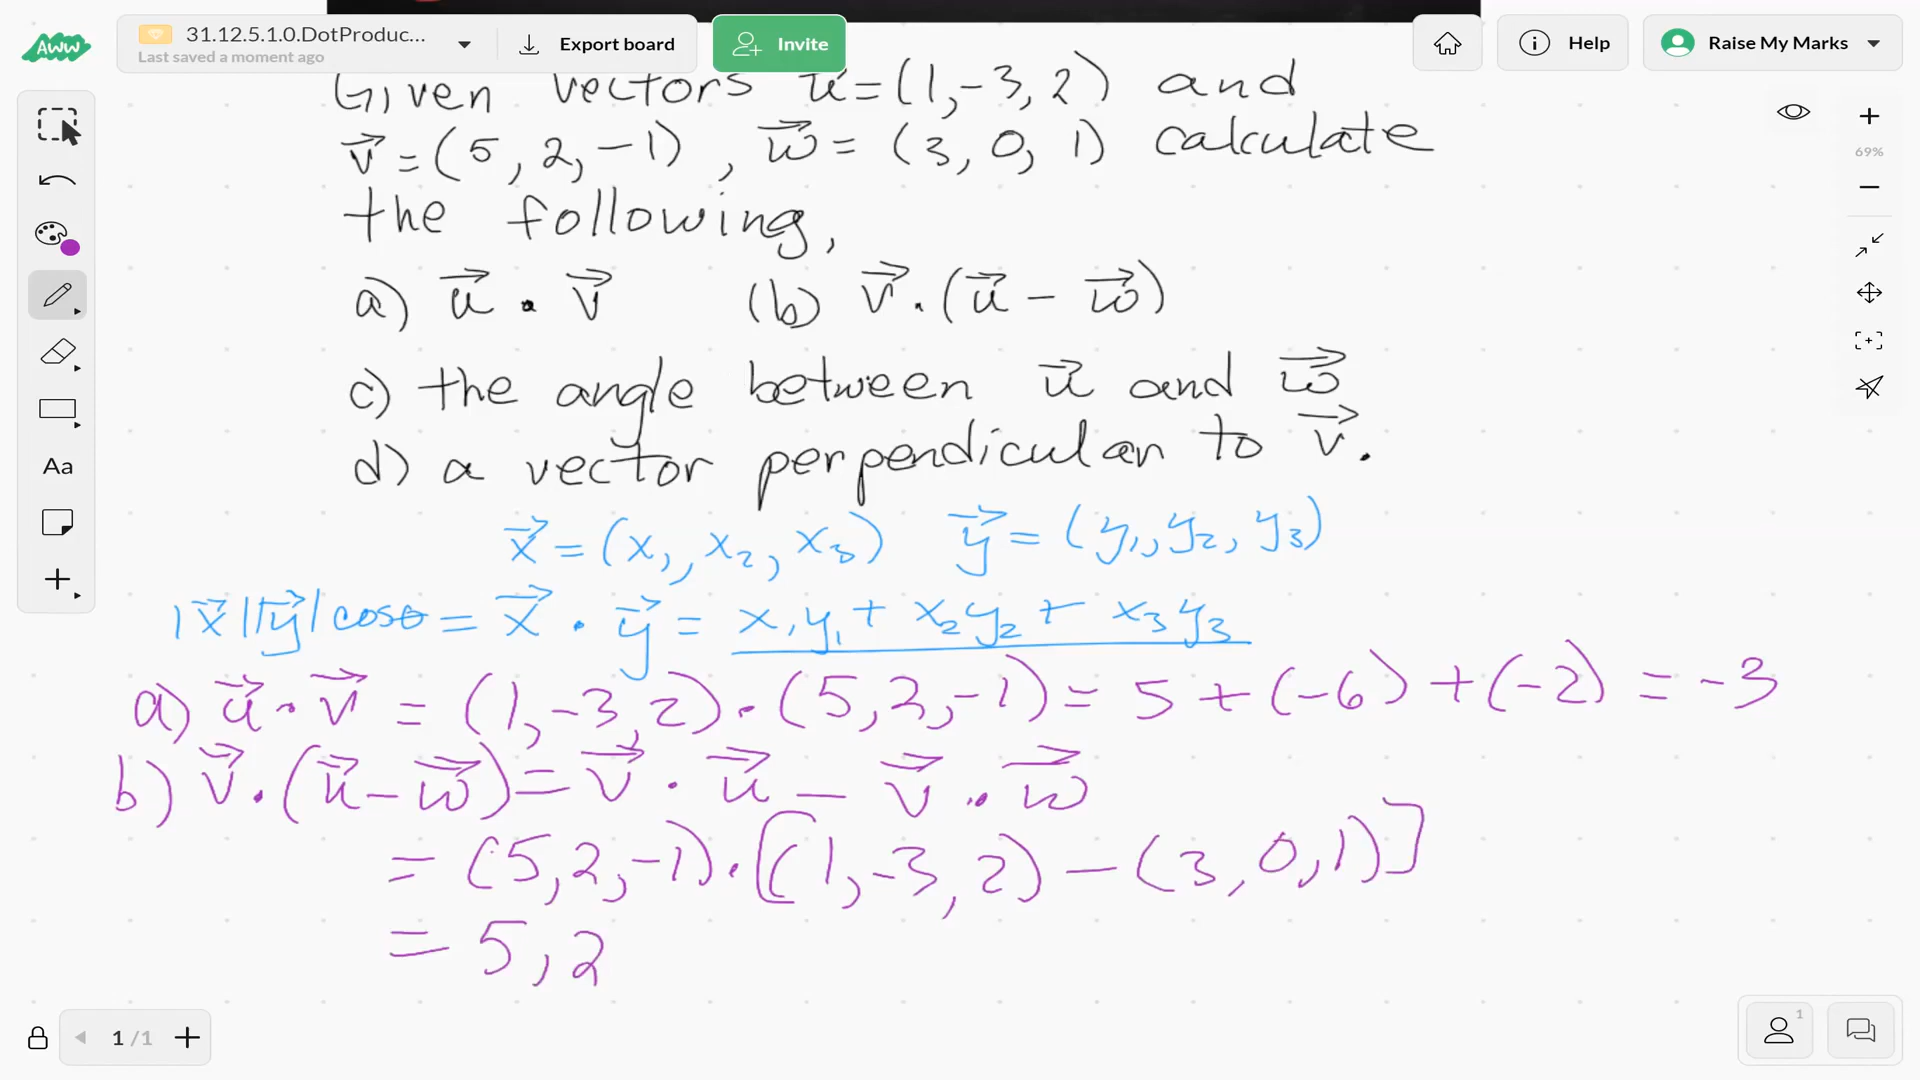 AWW
31.12.5.1.0.DotProduc...
Last saved a moment ago
Export board
Invite
Help
Raise My Marks
69%
Aa
Given vectors u⃗=(1,-3,2) and
v⃗=(5,2,-1), w⃗=(3,0,1) calculate
the following,
a) u⃗ · v⃗ (b) v⃗·(u⃗ - w⃗)
c) the angle between u⃗ and w⃗
d) a vector perpendicular to v⃗.
x⃗=(x₁,x₂,x₃) y⃗=(y₁,y₂,y₃)
|x⃗||y⃗|cosθ = x⃗ · y⃗ = x₁y₁+x₂y₂+x₃y₃
a) u⃗·v⃗ = (1,-3,2)·(5,2,-1)= 5+(-6)+(-2)=-3
b) v⃗·(u⃗-w⃗)=v⃗·u⃗ - v⃗·w⃗
=(5,2,-1)·[(1,-3,2)-(3,0,1)]
= 5,2
1/1
1